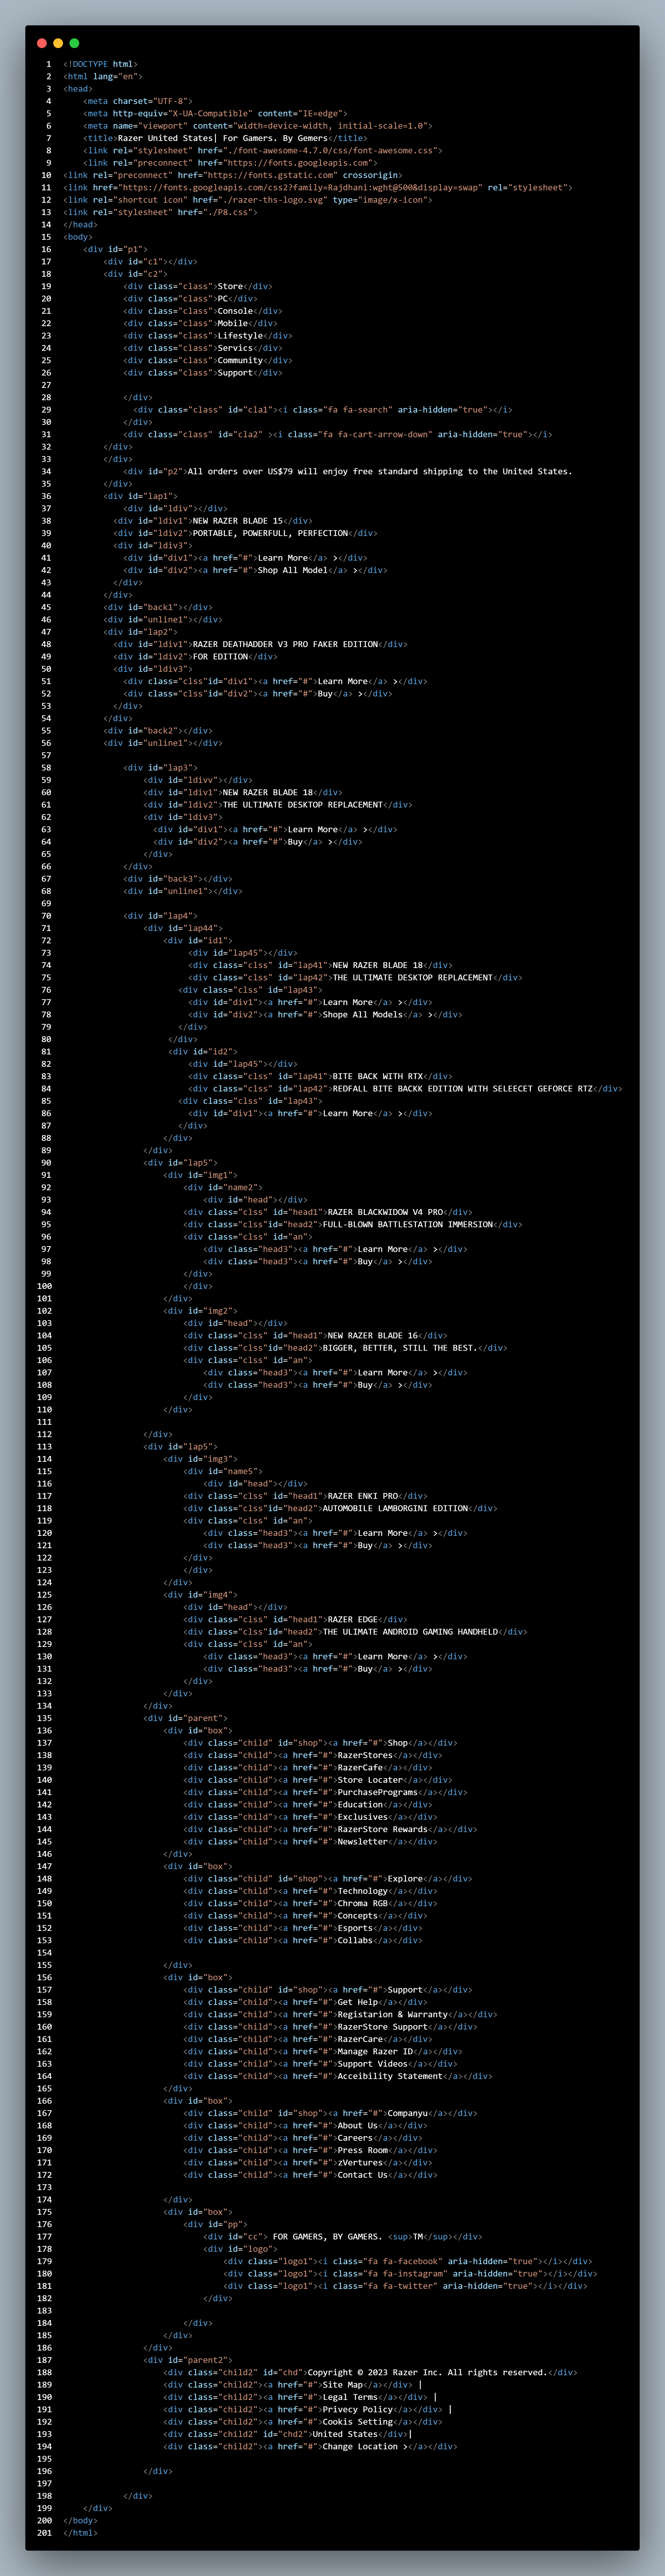 1 <!DOCTYPE html>
2 <html lang="en">
3 <head>
4 <meta charset="UTF-8">
5 <meta http-equiv="X-UA-Compatible" content="IE=edge">
6 <meta name="viewport" content="width=device-width, initial-scale=1.0">
7 <title>Razer United States| For Gamers. By Gemers</title>
8 <link rel="stylesheet" href="./font-awesome-4.7.0/css/font-awesome.css">
9 <link rel="preconnect" href="https://fonts.googleapis.com">
10 <link rel="preconnect" href="https://fonts.gstatic.com" crossorigin>
11 <link href="https://fonts.googleapis.com/css2?family=Rajdhani:wght@500&display=swap" rel="stylesheet">
12 <link rel="shortcut icon" href="./razer-ths-logo.svg" type="image/x-icon">
13 <link rel="stylesheet" href="./P8.css">
14 </head>
15 <body>
16 <div id="p1">
17 <div id="c1"></div>
18 <div id="c2">
19 <div class="class">Store</div>
20 <div class="class">PC</div>
21 <div class="class">Console</div>
22 <div class="class">Mobile</div>
23 <div class="class">Lifestyle</div>
24 <div class="class">Servics</div>
25 <div class="class">Community</div>
26 <div class="class">Support</div>
27
28 </div>
29 <div class="class" id="cla1"><i class="fa fa-search" aria-hidden="true"></i>
30 </div>
31 <div class="class" id="cla2" ><i class="fa fa-cart-arrow-down" aria-hidden="true"></i>
32 </div>
33 </div>
34 <div id="p2">All orders over US$79 will enjoy free standard shipping to the United States.
35 </div>
36 <div id="lap1">
37 <div id="ldiv"></div>
38 <div id="ldiv1">NEW RAZER BLADE 15</div>
39 <div id="ldiv2">PORTABLE, POWERFULL, PERFECTION</div>
40 <div id="ldiv3">
41 <div id="div1"><a href="#">Learn More</a> ></div>
42 <div id="div2"><a href="#">Shop All Model</a> ></div>
43 </div>
44 </div>
45 <div id="back1"></div>
46 <div id="unline1"></div>
47 <div id="lap2">
48 <div id="ldiv1">RAZER DEATHADDER V3 PRO FAKER EDITION</div>
49 <div id="ldiv2">FOR EDITION</div>
50 <div id="ldiv3">
51 <div class="clss"id="div1"><a href="#">Learn More</a> ></div>
52 <div class="clss"id="div2"><a href="#">Buy</a> ></div>
53 </div>
54 </div>
55 <div id="back2"></div>
56 <div id="unline1"></div>
57
58 <div id="lap3">
59 <div id="ldivv"></div>
60 <div id="ldiv1">NEW RAZER BLADE 18</div>
61 <div id="ldiv2">THE ULTIMATE DESKTOP REPLACEMENT</div>
62 <div id="ldiv3">
63 <div id="div1"><a href="#">Learn More</a> ></div>
64 <div id="div2"><a href="#">Buy</a> ></div>
65 </div>
66 </div>
67 <div id="back3"></div>
68 <div id="unline1"></div>
69
70 <div id="lap4">
71 <div id="lap44">
72 <div id="id1">
73 <div id="lap45"></div>
74 <div class="clss" id="lap41">NEW RAZER BLADE 18</div>
75 <div class="clss" id="lap42">THE ULTIMATE DESKTOP REPLACEMENT</div>
76 <div class="clss" id="lap43">
77 <div id="div1"><a href="#">Learn More</a> ></div>
78 <div id="div2"><a href="#">Shope All Models</a> ></div>
79 </div>
80 </div>
81 <div id="id2">
82 <div id="lap45"></div>
83 <div class="clss" id="lap41">BITE BACK WITH RTX</div>
84 <div class="clss" id="lap42">REDFALL BITE BACKK EDITION WITH SELEECET GEFORCE RTZ</div>
85 <div class="clss" id="lap43">
86 <div id="div1"><a href="#">Learn More</a> ></div>
87 </div>
88 </div>
89 </div>
90 <div id="lap5">
91 <div id="img1">
92 <div id="name2">
93 <div id="head"></div>
94 <div class="clss" id="head1">RAZER BLACKWIDOW V4 PRO</div>
95 <div class="clss"id="head2">FULL-BLOWN BATTLESTATION IMMERSION</div>
96 <div class="clss" id="an">
97 <div class="head3"><a href="#">Learn More</a> ></div>
98 <div class="head3"><a href="#">Buy</a> ></div>
99 </div>
100 </div>
101 </div>
102 <div id="img2">
103 <div id="head"></div>
104 <div class="clss" id="head1">NEW RAZER BLADE 16</div>
105 <div class="clss"id="head2">BIGGER, BETTER, STILL THE BEST.</div>
106 <div class="clss" id="an">
107 <div class="head3"><a href="#">Learn More</a> ></div>
108 <div class="head3"><a href="#">Buy</a> ></div>
109 </div>
110 </div>
111
112 </div>
113 <div id="lap5">
114 <div id="img3">
115 <div id="name5">
116 <div id="head"></div>
117 <div class="clss" id="head1">RAZER ENKI PRO</div>
118 <div class="clss"id="head2">AUTOMOBILE LAMBORGINI EDITION</div>
119 <div class="clss" id="an">
120 <div class="head3"><a href="#">Learn More</a> ></div>
121 <div class="head3"><a href="#">Buy</a> ></div>
122 </div>
123 </div>
124 </div>
125 <div id="img4">
126 <div id="head"></div>
127 <div class="clss" id="head1">RAZER EDGE</div>
128 <div class="clss"id="head2">THE ULIMATE ANDROID GAMING HANDHELD</div>
129 <div class="clss" id="an">
130 <div class="head3"><a href="#">Learn More</a> ></div>
131 <div class="head3"><a href="#">Buy</a> ></div>
132 </div>
133 </div>
134 </div>
135 <div id="parent">
136 <div id="box">
137 <div class="child" id="shop"><a href="#">Shop</a></div>
138 <div class="child"><a href="#">RazerStores</a></div>
139 <div class="child"><a href="#">RazerCafe</a></div>
140 <div class="child"><a href="#">Store Locater</a></div>
141 <div class="child"><a href="#">PurchasePrograms</a></div>
142 <div class="child"><a href="#">Education</a></div>
143 <div class="child"><a href="#">Exclusives</a></div>
144 <div class="child"><a href="#">RazerStore Rewards</a></div>
145 <div class="child"><a href="#">Newsletter</a></div>
146 </div>
147 <div id="box">
148 <div class="child" id="shop"><a href="#">Explore</a></div>
149 <div class="child"><a href="#">Technology</a></div>
150 <div class="child"><a href="#">Chroma RGB</a></div>
151 <div class="child"><a href="#">Concepts</a></div>
152 <div class="child"><a href="#">Esports</a></div>
153 <div class="child"><a href="#">Collabs</a></div>
154
155 </div>
156 <div id="box">
157 <div class="child" id="shop"><a href="#">Support</a></div>
158 <div class="child"><a href="#">Get Help</a></div>
159 <div class="child"><a href="#">Registarion & Warranty</a></div>
160 <div class="child"><a href="#">RazerStore Support</a></div>
161 <div class="child"><a href="#">RazerCare</a></div>
162 <div class="child"><a href="#">Manage Razer ID</a></div>
163 <div class="child"><a href="#">Support Videos</a></div>
164 <div class="child"><a href="#">Acceibility Statement</a></div>
165 </div>
166 <div id="box">
167 <div class="child" id="shop"><a href="#">Companyu</a></div>
168 <div class="child"><a href="#">About Us</a></div>
169 <div class="child"><a href="#">Careers</a></div>
170 <div class="child"><a href="#">Press Room</a></div>
171 <div class="child"><a href="#">zVertures</a></div>
172 <div class="child"><a href="#">Contact Us</a></div>
173
174 </div>
175 <div id="box">
176 <div id="pp">
177 <div id="cc"> FOR GAMERS, BY GAMERS. <sup>TM</sup></div>
178 <div id="logo">
179 <div class="logo1"><i class="fa fa-facebook" aria-hidden="true"></i></div>
180 <div class="logo1"><i class="fa fa-instagram" aria-hidden="true"></i></div>
181 <div class="logo1"><i class="fa fa-twitter" aria-hidden="true"></i></div>
182 </div>
183
184 </div>
185 </div>
186 </div>
187 <div id="parent2">
188 <div class="child2" id="chd">Copyright © 2023 Razer Inc. All rights reserved.</div>
189 <div class="child2"><a href="#">Site Map</a></div> |
190 <div class="child2"><a href="#">Legal Terms</a></div> |
191 <div class="child2"><a href="#">Privecy Policy</a></div> |
192 <div class="child2"><a href="#">Cookis Setting</a></div>
193 <div class="child2" id="chd2">United States</div>|
194 <div class="child2"><a href="#">Change Location ></a></div>
195
196 </div>
197
198 </div>
199 </div>
200 </body>
201 </html>